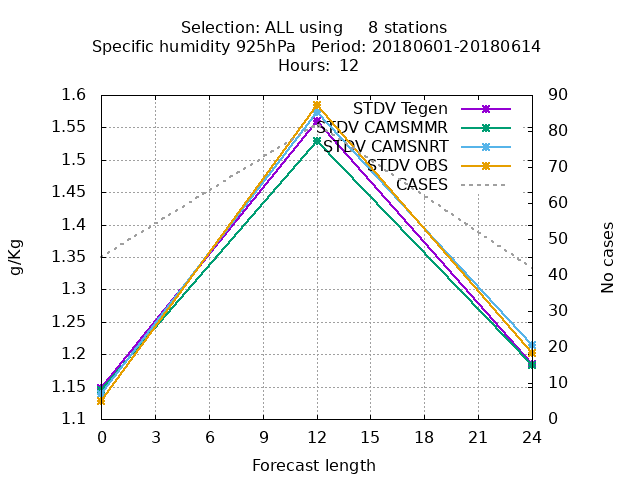 Selection: ALL using     8 stations
Specific humidity 925hPa   Period: 20180601-20180614
Hours:  12
1.6
1.55
1.5
1.45
1.4
1.35
1.3
1.25
1.2
1.15
1.1
g/Kg
STDV Tegen
STDV CAMSMMR
STDV CAMSNRT
STDV OBS
CASES
90
80
70
60
50
40
30
20
10
0
No cases
0 3 6 9 12 15 18 21 24
Forecast length